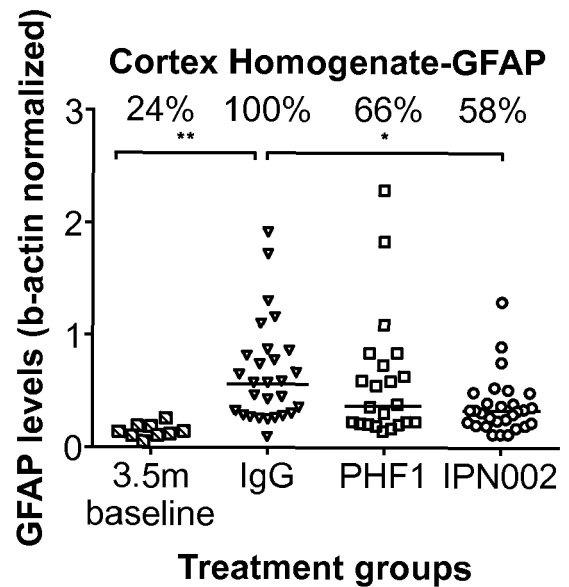 Cortex Homogenate-GFAP
24% 100% 66% 58%
** *
GFAP levels (b-actin normalized)
3
2
1
0
3.5m baseline IgG PHF1 IPN002
Treatment groups